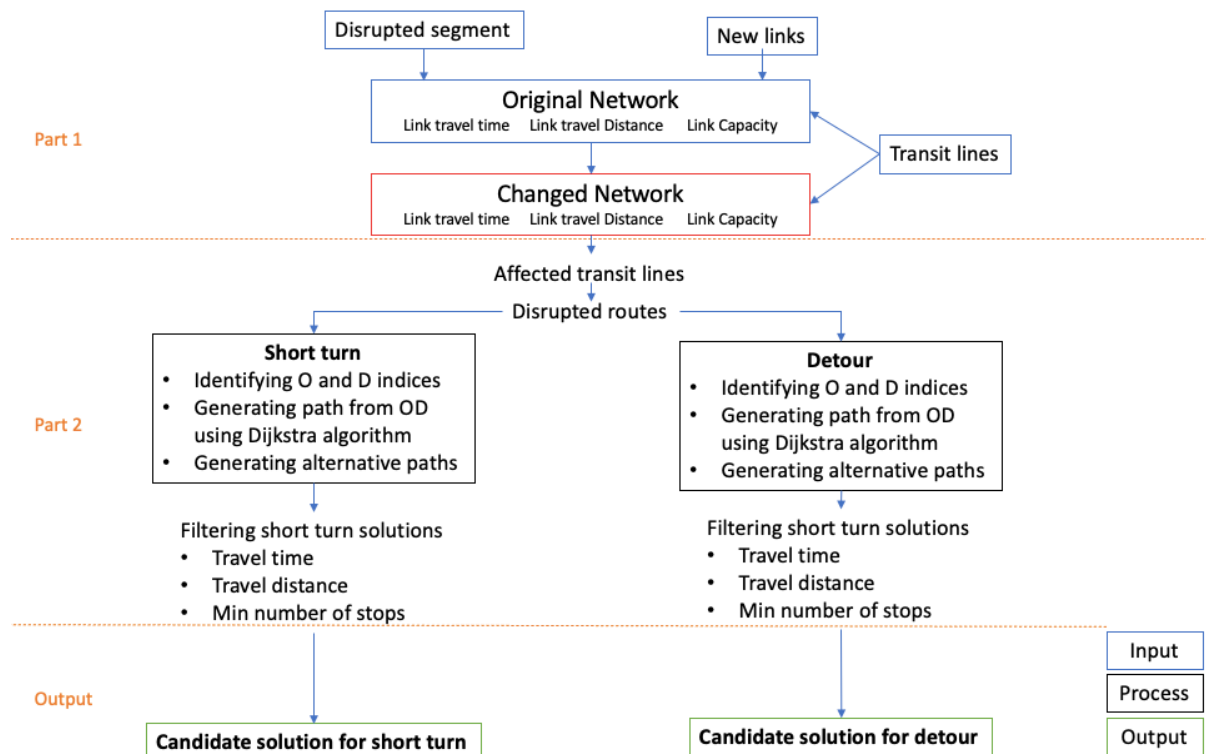 Disrupted segment
New links
Original Network
Link travel time Link travel Distance Link Capacity
Part 1
Transit lines
Changed Network
Link travel time Link travel Distance Link Capacity
Affected transit lines
Disrupted routes
Short turn
• Identifying O and D indices
• Generating path from OD
using Dijkstra algorithm
• Generating alternative paths
Detour
• Identifying O and D indices
• Generating path from OD
using Dijkstra algorithm
• Generating alternative paths
Part 2
Filtering short turn solutions
• Travel time
• Travel distance
• Min number of stops
Filtering short turn solutions
• Travel time
• Travel distance
• Min number of stops
Output
Candidate solution for short turn
Candidate solution for detour
Input
Process
Output